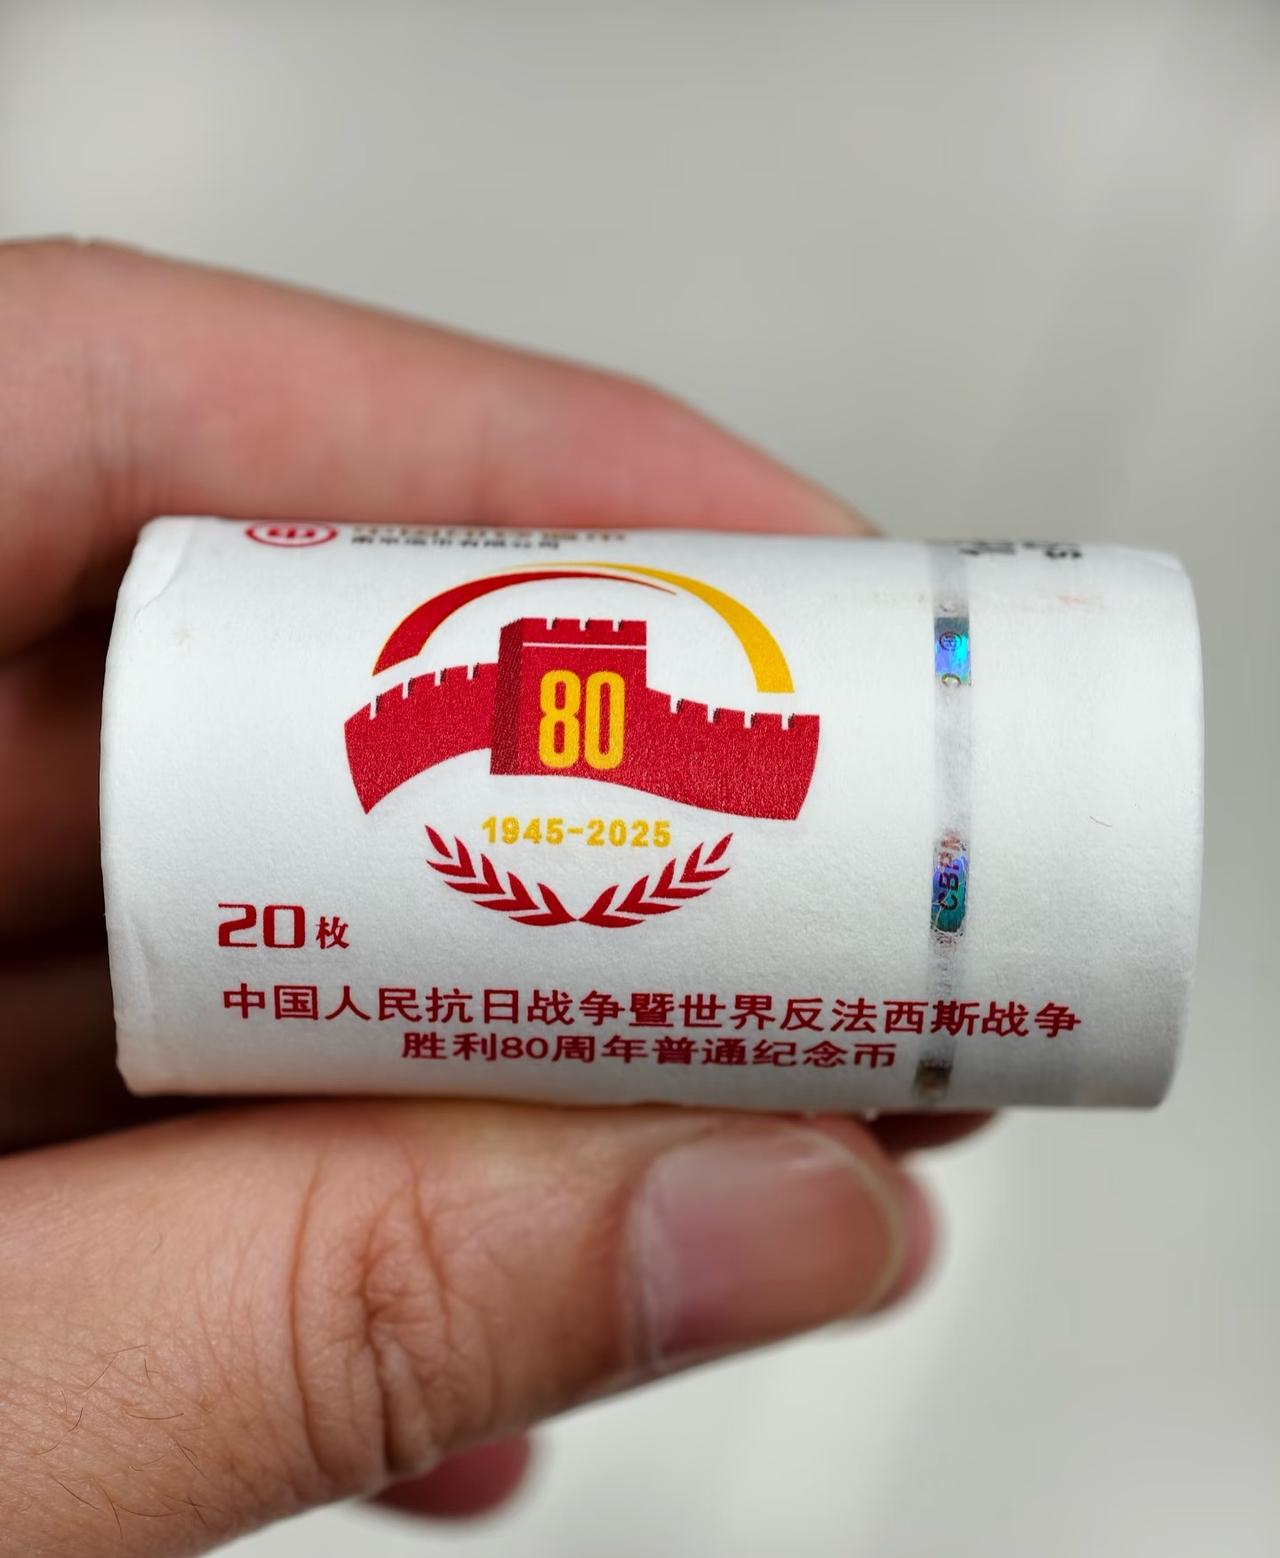 80
1945-2025
20枚
中国人民抗日战争暨世界反法西斯战争
胜利80周年普通纪念币
CBPM